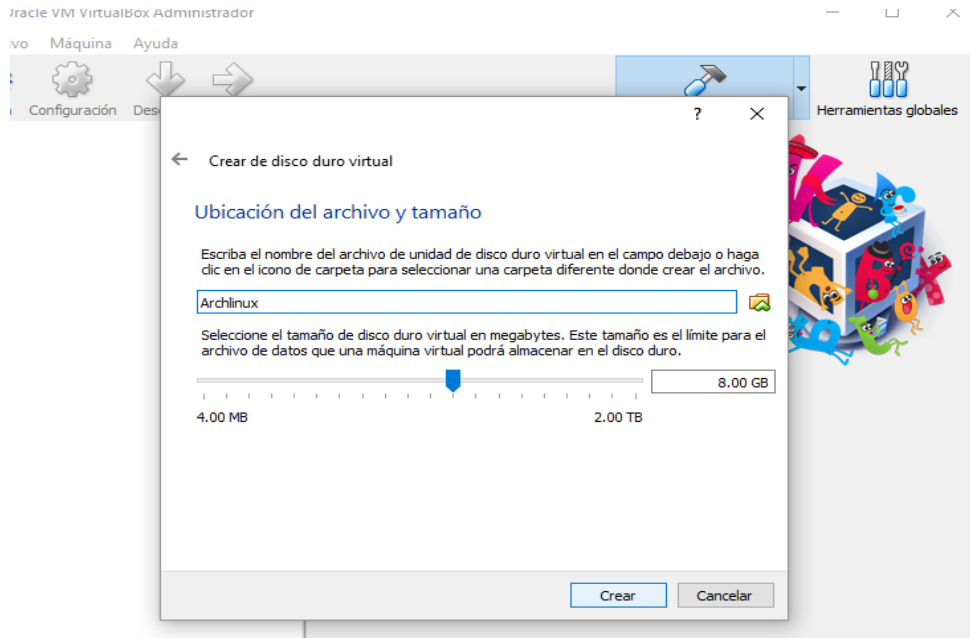 Oracle VM VirtualBox Administrador
Máquina Ayuda
Configuración
Herramientas globales
?
Crear de disco duro virtual
Ubicación del archivo y tamaño
Escriba el nombre del archivo de unidad de disco duro virtual en el campo debajo o haga
clic en el icono de carpeta para seleccionar una carpeta diferente donde crear el archivo.
Archlinux
Seleccione el tamaño de disco duro virtual en megabytes. Este tamaño es el límite para el
archivo de datos que una máquina virtual podrá almacenar en el disco duro.
8.00 GB
4.00 MB 2.00 TB
Crear Cancelar